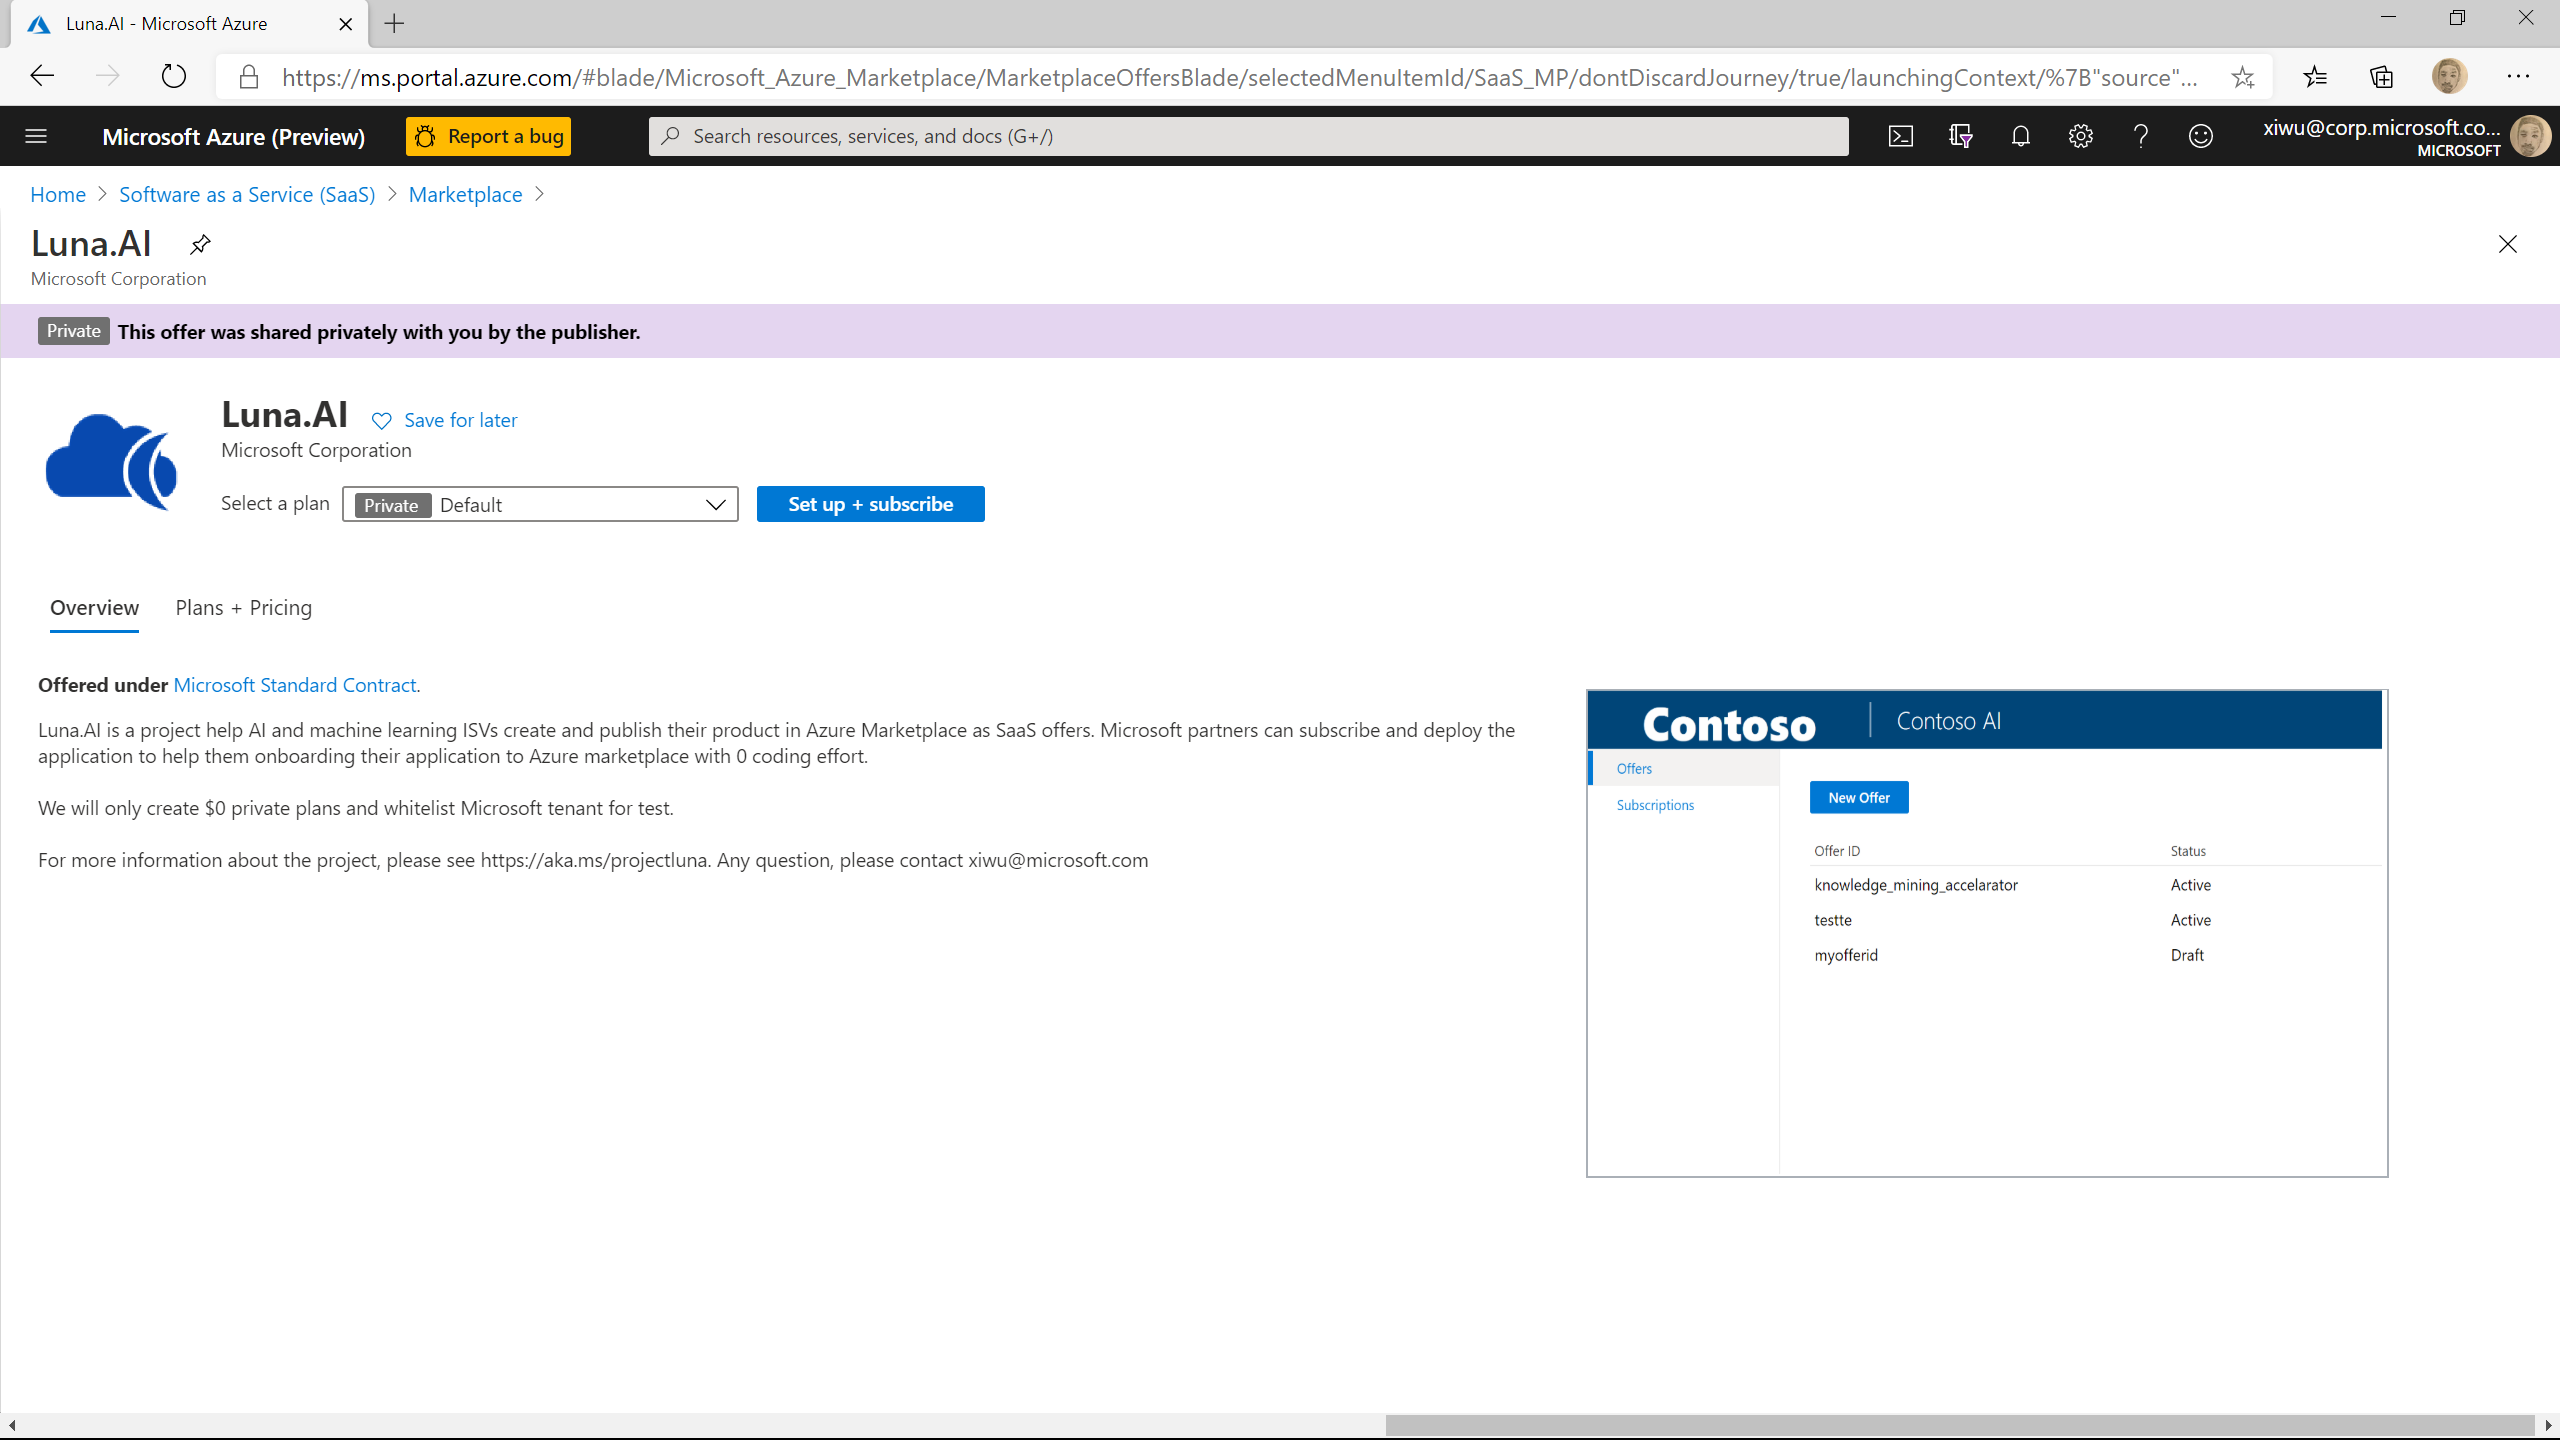 Luna.AI - Microsoft Azure
https://ms.portal.azure.com/#blade/Microsoft_Azure_Marketplace/MarketplaceOffersBlade/selectedMenuItemId/SaaS_MP/dontDiscardJourney/true/launchingContext/%7B"source"...
Microsoft Azure (Preview)
Report a bug
Search resources, services, and docs (G+/)
xiwu@corp.microsoft.co...
MICROSOFT
Home > Software as a Service (SaaS) > Marketplace >
Luna.AI
Microsoft Corporation
Private This offer was shared privately with you by the publisher.
Luna.AI Save for later
Microsoft Corporation
Select a plan Private Default Set up + subscribe
Overview Plans + Pricing
Offered under Microsoft Standard Contract.
Luna.AI is a project help AI and machine learning ISVs create and publish their product in Azure Marketplace as SaaS offers. Microsoft partners can subscribe and deploy the
application to help them onboarding their application to Azure marketplace with 0 coding effort.
We will only create $0 private plans and whitelist Microsoft tenant for test.
For more information about the project, please see https://aka.ms/projectluna. Any question, please contact xiwu@microsoft.com
Contoso Contoso AI
Offers
Subscriptions
New Offer
Offer ID Status
knowledge_mining_accelarator Active
testte Active
myofferid Draft